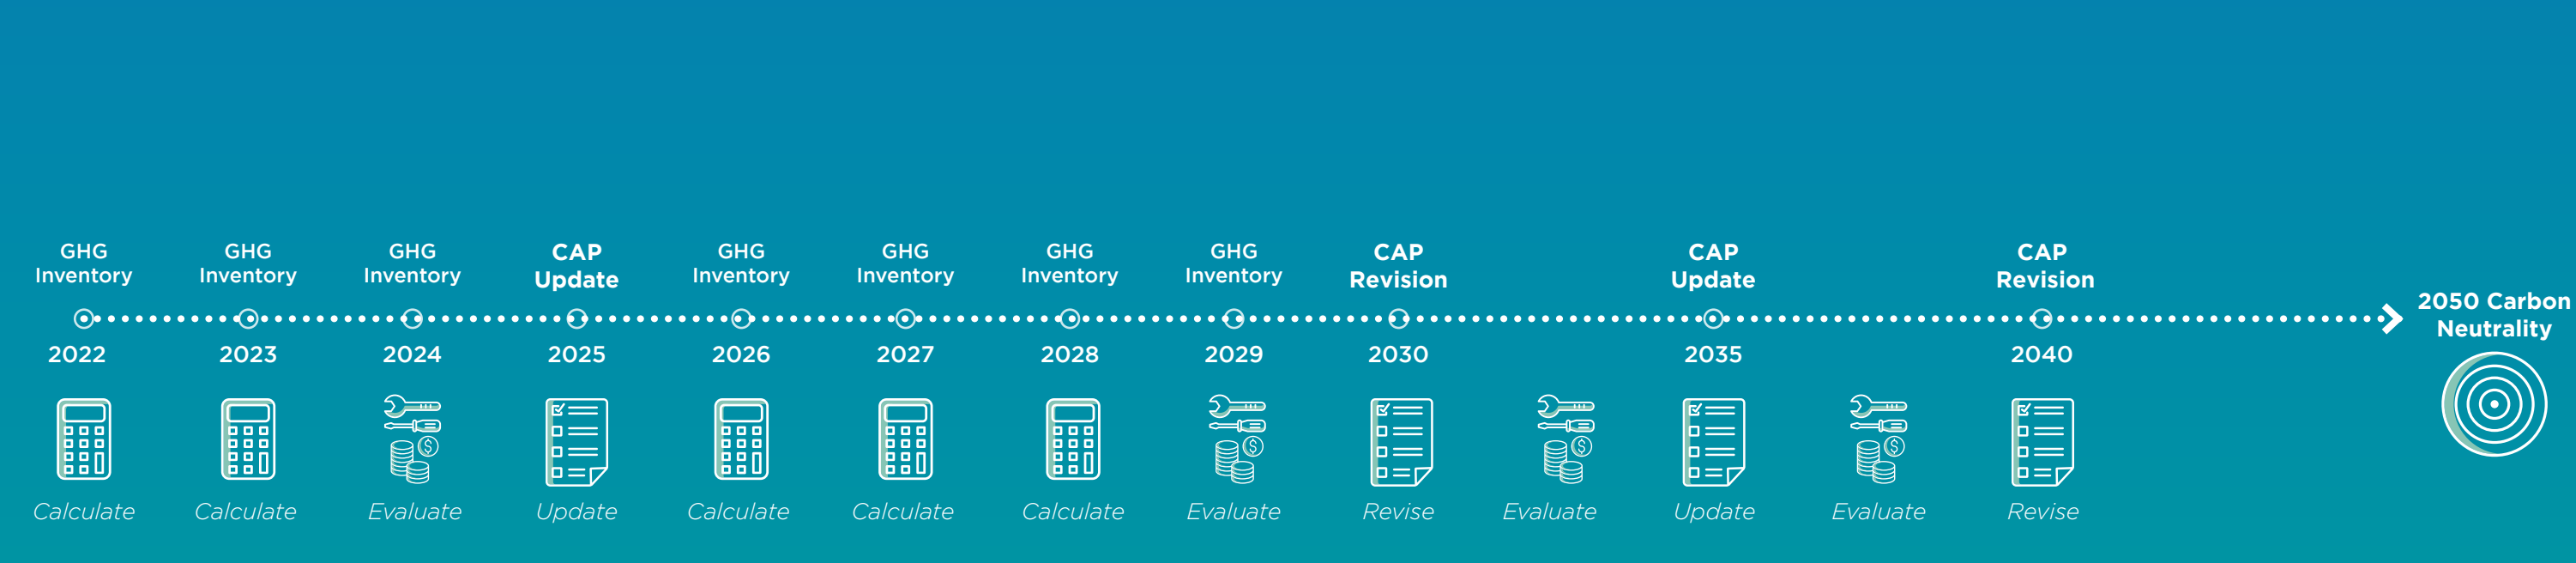 GHG
Inventory
GHG
Inventory
GHG
Inventory
CAP
Update
GHG
Inventory
GHG
Inventory
GHG
Inventory
GHG
Inventory
CAP
Revision
CAP
Update
CAP
Revision
2050 Carbon
Neutrality
2022
2023
2024
2025
2026
2027
2028
2029
2030
2035
2040
$
$
$
$
Calculate
Calculate
Evaluate
Update
Calculate
Calculate
Calculate
Evaluate
Revise
Evaluate
Update
Evaluate
Revise